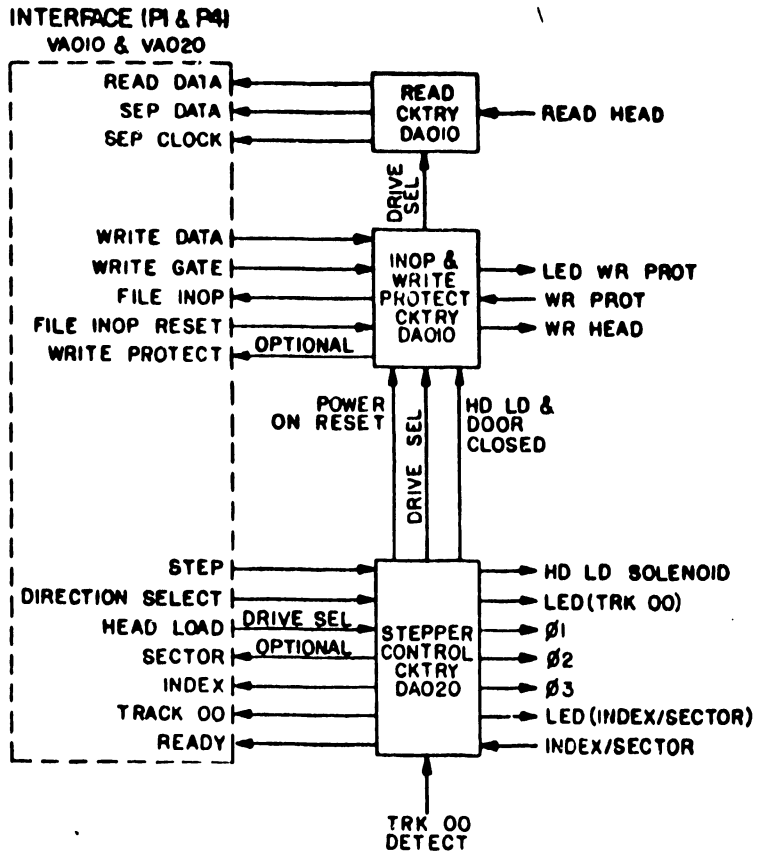 INTERFACE (P1 & P4)
VA010 & VA020
READ DATA
SEP DATA
SEP CLOCK
READ
CKTRY
DA010
READ HEAD
DRIVE
SEL
WRITE DATA
WRITE GATE
FILE INOP
FILE INOP RESET
WRITE PROTECT
OPTIONAL
INOP &
WRITE
PROTECT
CKTRY
DA010
LED WR PROT
WR PROT
WR HEAD
POWER
ON RESET
DRIVE SEL
HD LD &
DOOR
CLOSED
STEP
DIRECTION SELECT
HEAD LOAD
DRIVE SEL
SECTOR
OPTIONAL
INDEX
TRACK 00
READY
STEPPER
CONTROL
CKTRY
DA020
HD LD SOLENOID
LED(TRK 00)
Ø1
Ø2
Ø3
LED(INDEX/SECTOR)
INDEX/SECTOR
TRK 00
DETECT